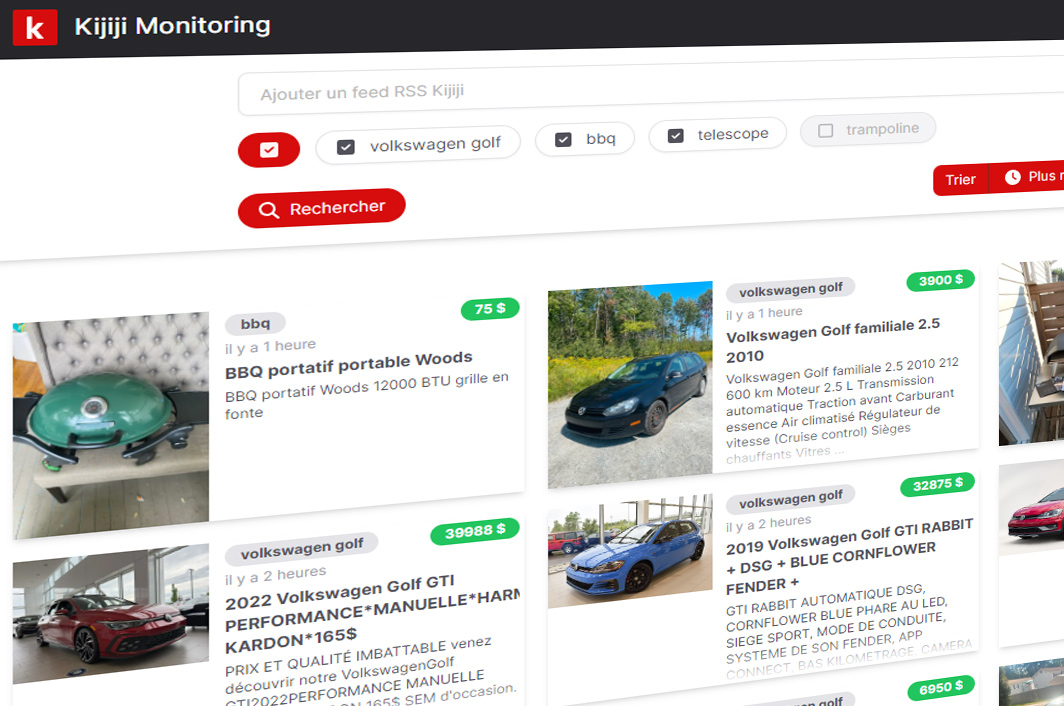 k Kijiji Monitoring
Ajouter un feed RSS Kijiji
volkswagen golf
bbq
telescope
trampoline
Trier
Plus
Rechercher
bbq
75 $
il y a 1 heure
BBQ portatif portable Woods
BBQ portatif Woods 12000 BTU grille en
fonte
volkswagen golf
3900 $
il y a 1 heure
Volkswagen Golf familiale 2.5
2010
Volkswagen Golf familiale 2.5 2010 212
600 km Moteur 2.5 L Transmission
automatique Traction avant Carburant
essence Air climatisé Régulateur de
vitesse (Cruise control) Sièges
chauffants Vitres ...
volkswagen golf
39988 $
il y a 2 heures
2022 Volkswagen Golf GTI
PERFORMANCE*MANUELLE*HARM
KARDON*165$
PRIX ET QUALITÉ IMBATTABLE venez
découvrir notre VolkswagenGolf
GTI2022PERFORMANCE MANUELLE
165$ SEM d'occasion.
volkswagen golf
32875 $
il y a 2 heures
2019 Volkswagen Golf GTI RABBIT
+ DSG + BLUE CORNFLOWER
FENDER +
GTI RABBIT AUTOMATIQUE DSG,
CORNFLOWER BLUE PHARE AU LED,
SIEGE SPORT, MODE DE CONDUITE,
SYSTEME DE SON FENDER, APP
CONNECT, BAS KILOMETRAGE, CAMERA
golf
6950 $